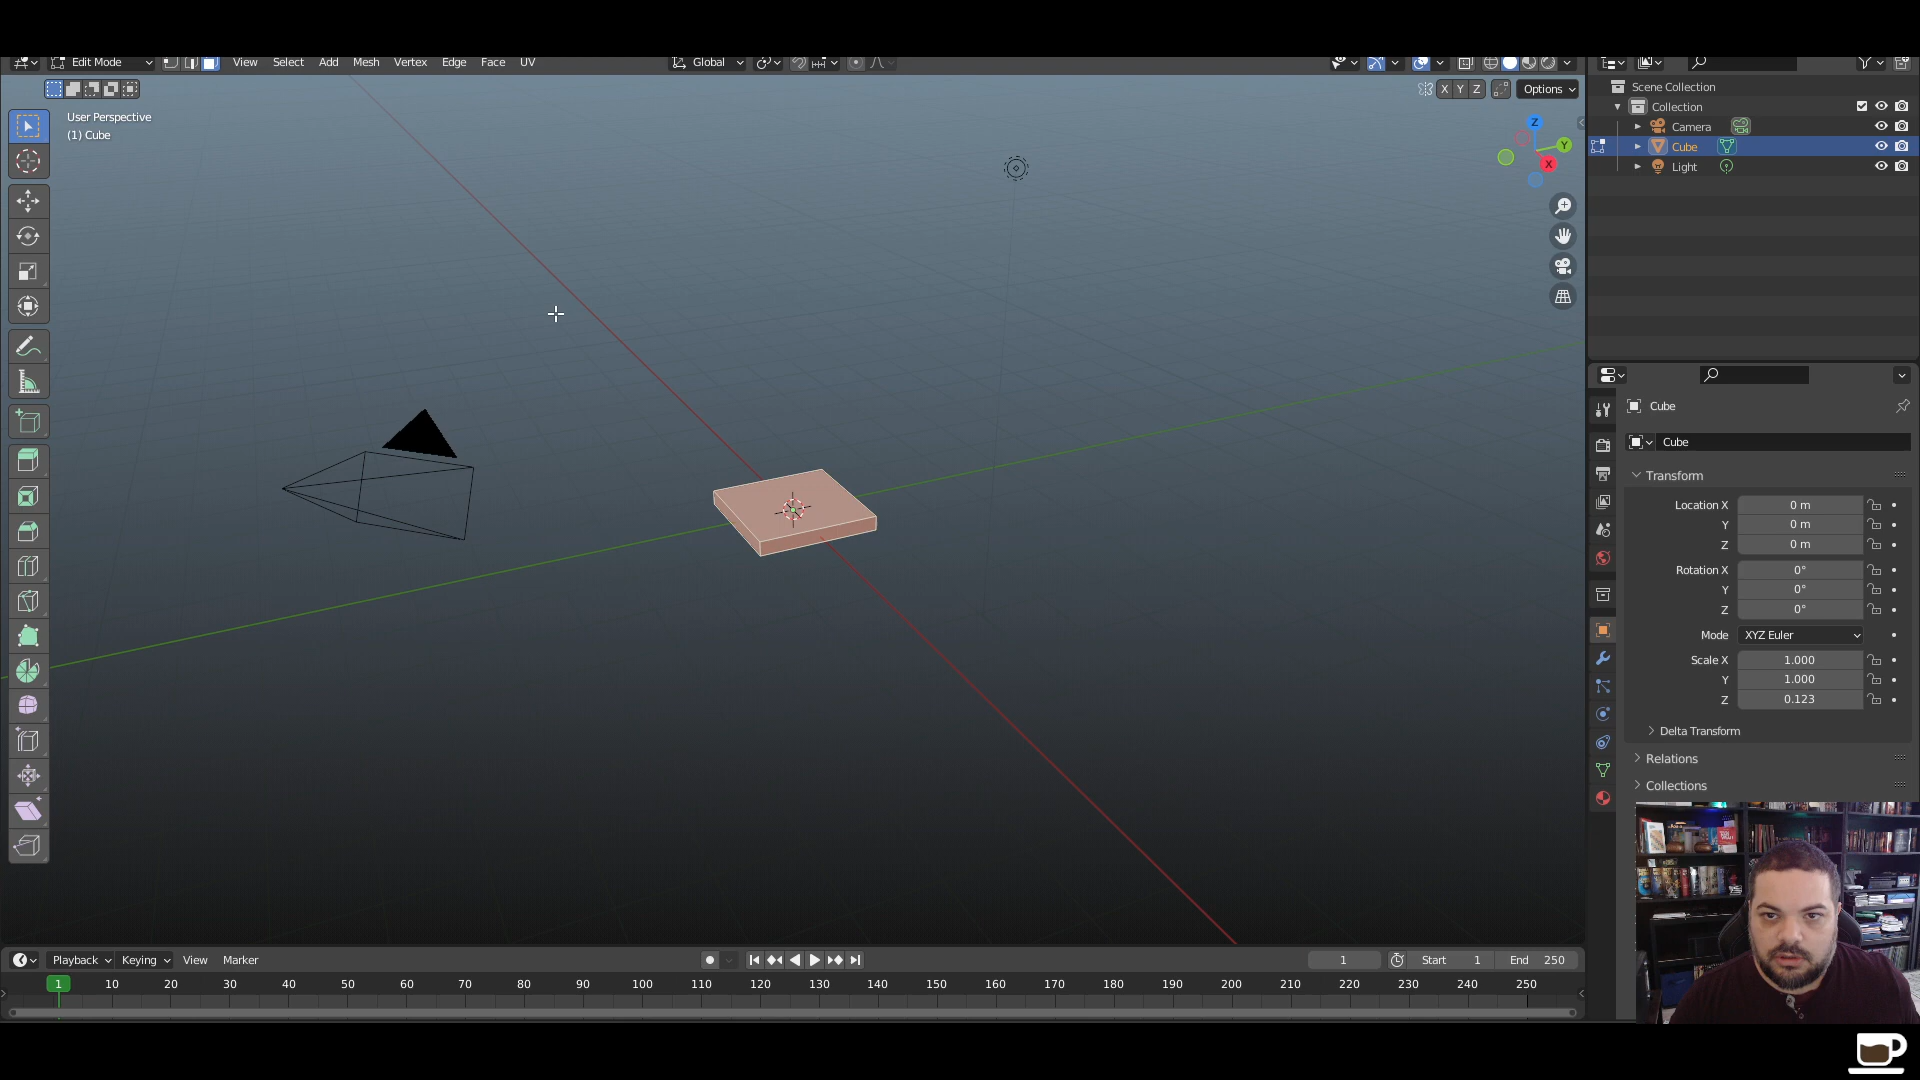 Edit Mode View Select Add Mesh Vertex Edge Face UV Global
X Y Z Options
User Perspective
(1) Cube
Z
Y
X
Scene Collection
Collection
Camera
Cube
Light
Cube
Cube
Transform
Location X 0 m
Y 0 m
Z 0 m
Rotation X 0°
Y 0°
Z 0°
Mode XYZ Euler
Scale X 1.000
Y 1.000
Z 0.123
Delta Transform
Relations
Collections
Playback Keying View Marker 1 Start 1 End 250
1 10 20 30 40 50 60 70 80 90 100 110 120 130 140 150 160 170 180 190 200 210 220 230 240 250